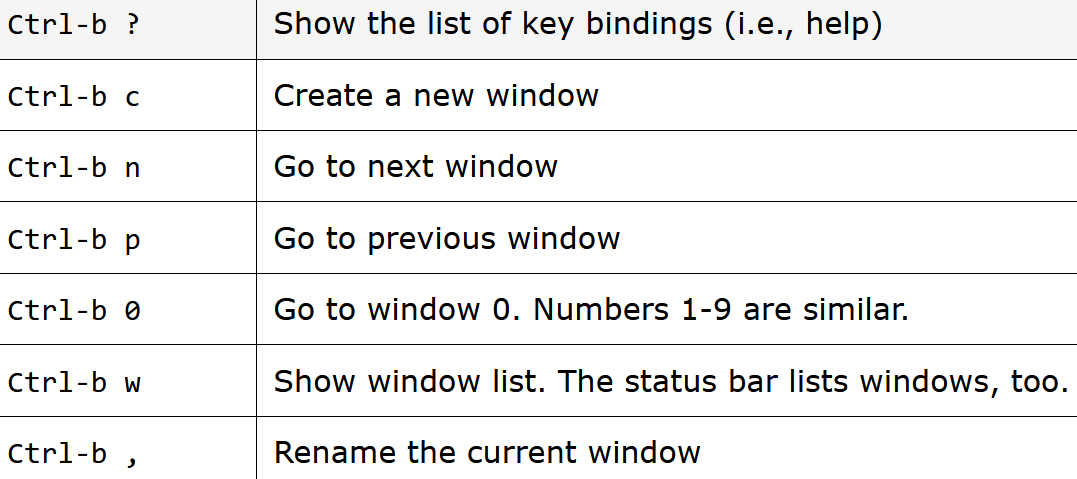 Ctrl-b ? Show the list of key bindings (i.e., help)
Ctrl-b c Create a new window
Ctrl-b n Go to next window
Ctrl-b p Go to previous window
Ctrl-b 0 Go to window 0. Numbers 1-9 are similar.
Ctrl-b w Show window list. The status bar lists windows, too.
Ctrl-b , Rename the current window